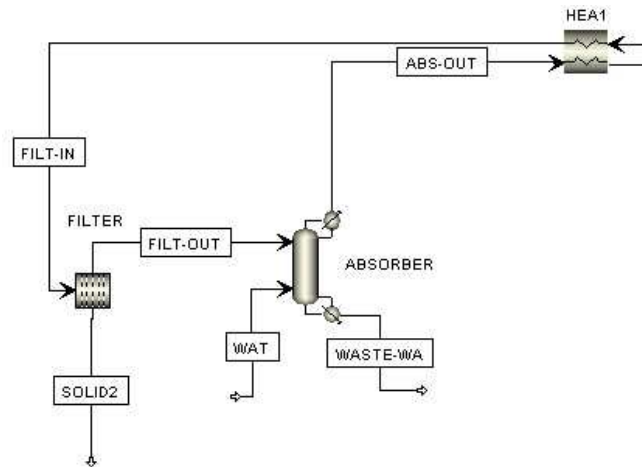 HEA1
ABS-OUT
FILT-IN
FILTER
FILT-OUT
ABSORBER
WAT
WASTE-WA
SOLID2